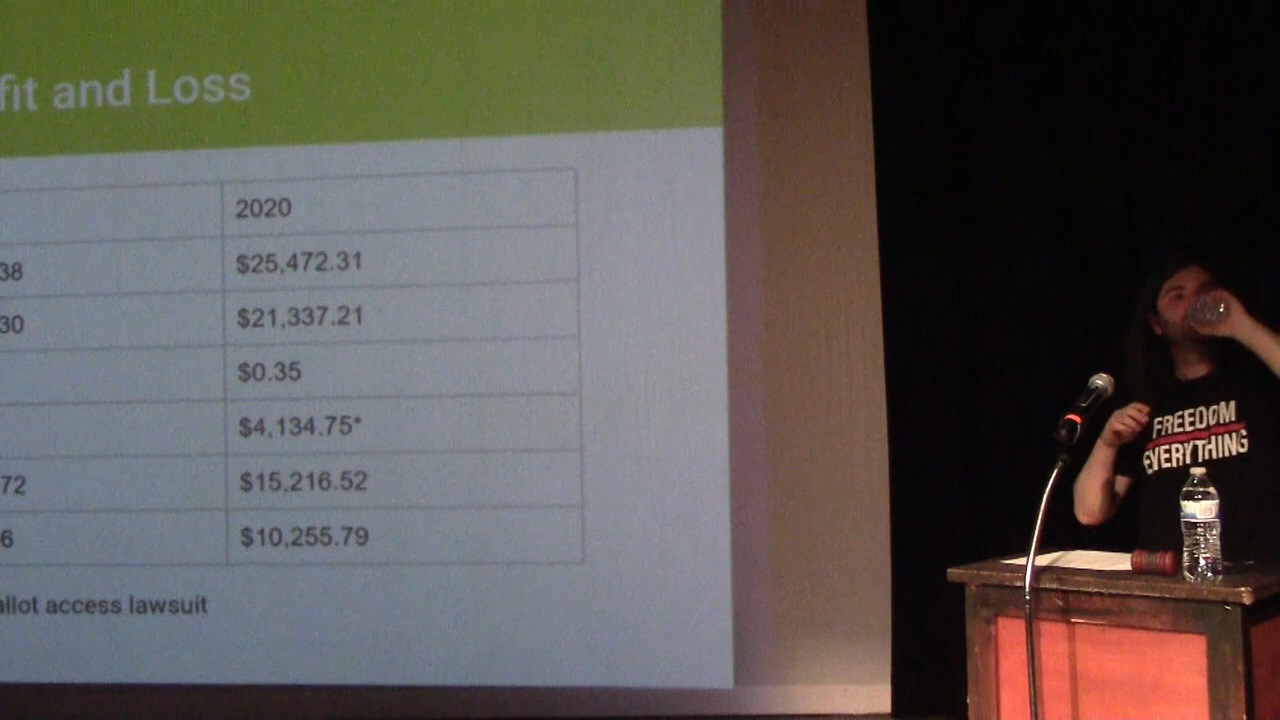 fit and Loss
2020
38 $25,472.31
30 $21,337.21
$0.35
$4,134.75*
72 $15,216.52
6 $10,255.79
allot access lawsuit
FREEDOM
EVERYTHING